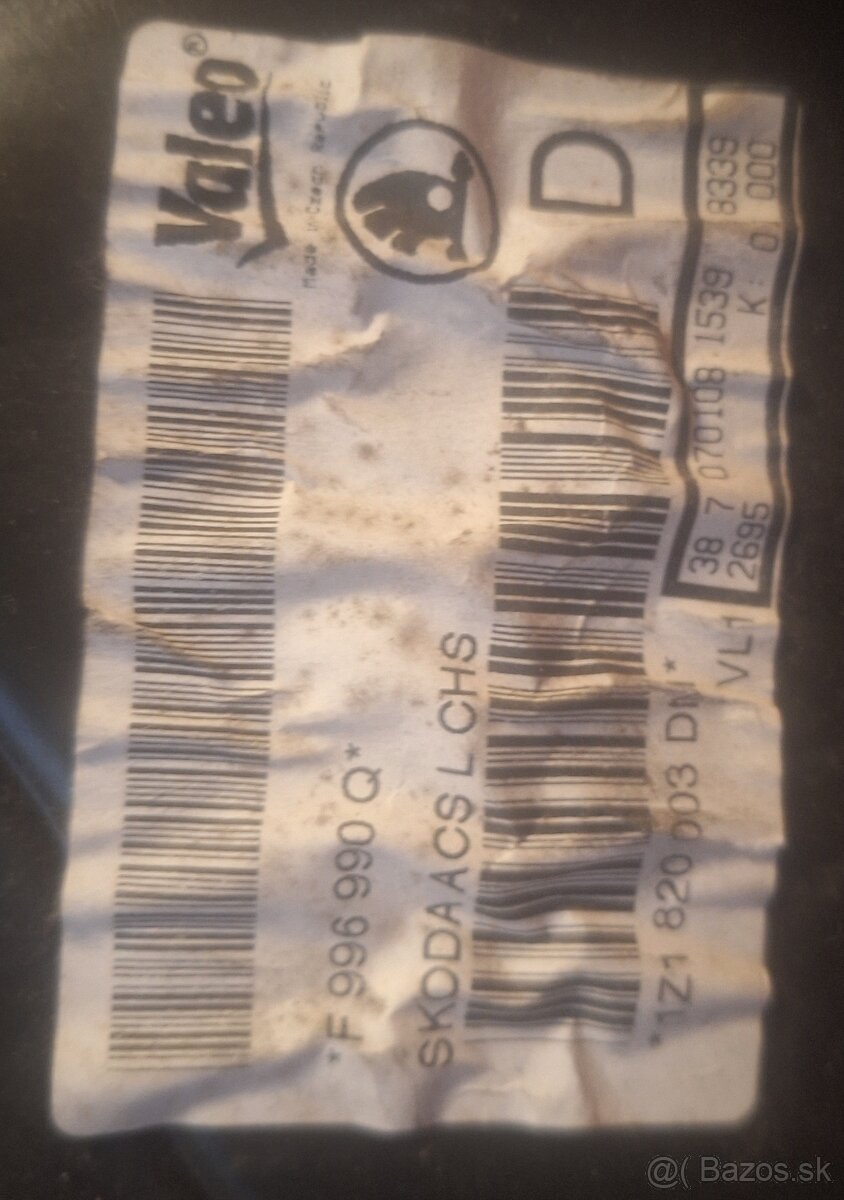 Valeo®
Made in Czech Republic
*F 996 990 Q*
SKODA ACS L CHS
D
*1Z1 820 003 DM*
VL1
38 7 070108 1539 8339
2695 K: 0. 000
@( Bazos.sk